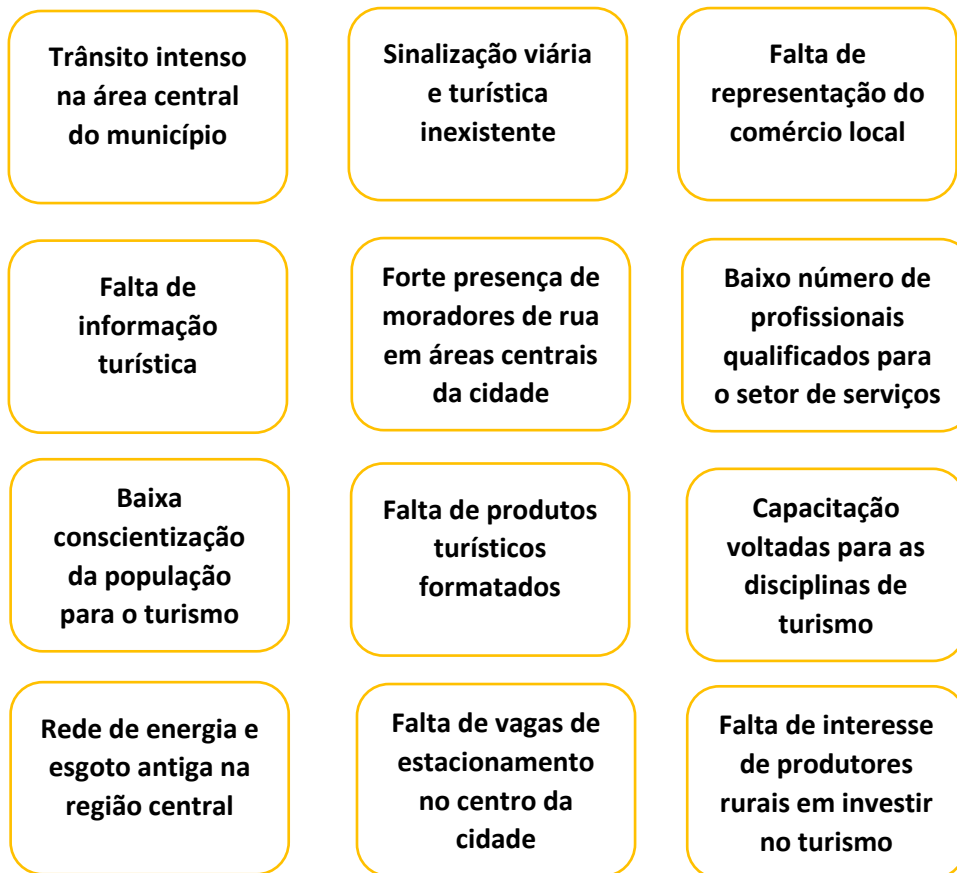 Trânsito intenso
na área central
do município
Sinalização viária
e turística
inexistente
Falta de
representação do
comércio local
Falta de
informação
turística
Forte presença de
moradores de rua
em áreas centrais
da cidade
Baixo número de
profissionais
qualificados para
o setor de serviços
Baixa
conscientização
da população
para o turismo
Falta de produtos
turísticos
formatados
Capacitação
voltadas para as
disciplinas de
turismo
Rede de energia e
esgoto antiga na
região central
Falta de vagas de
estacionamento
no centro da
cidade
Falta de interesse
de produtores
rurais em investir
no turismo